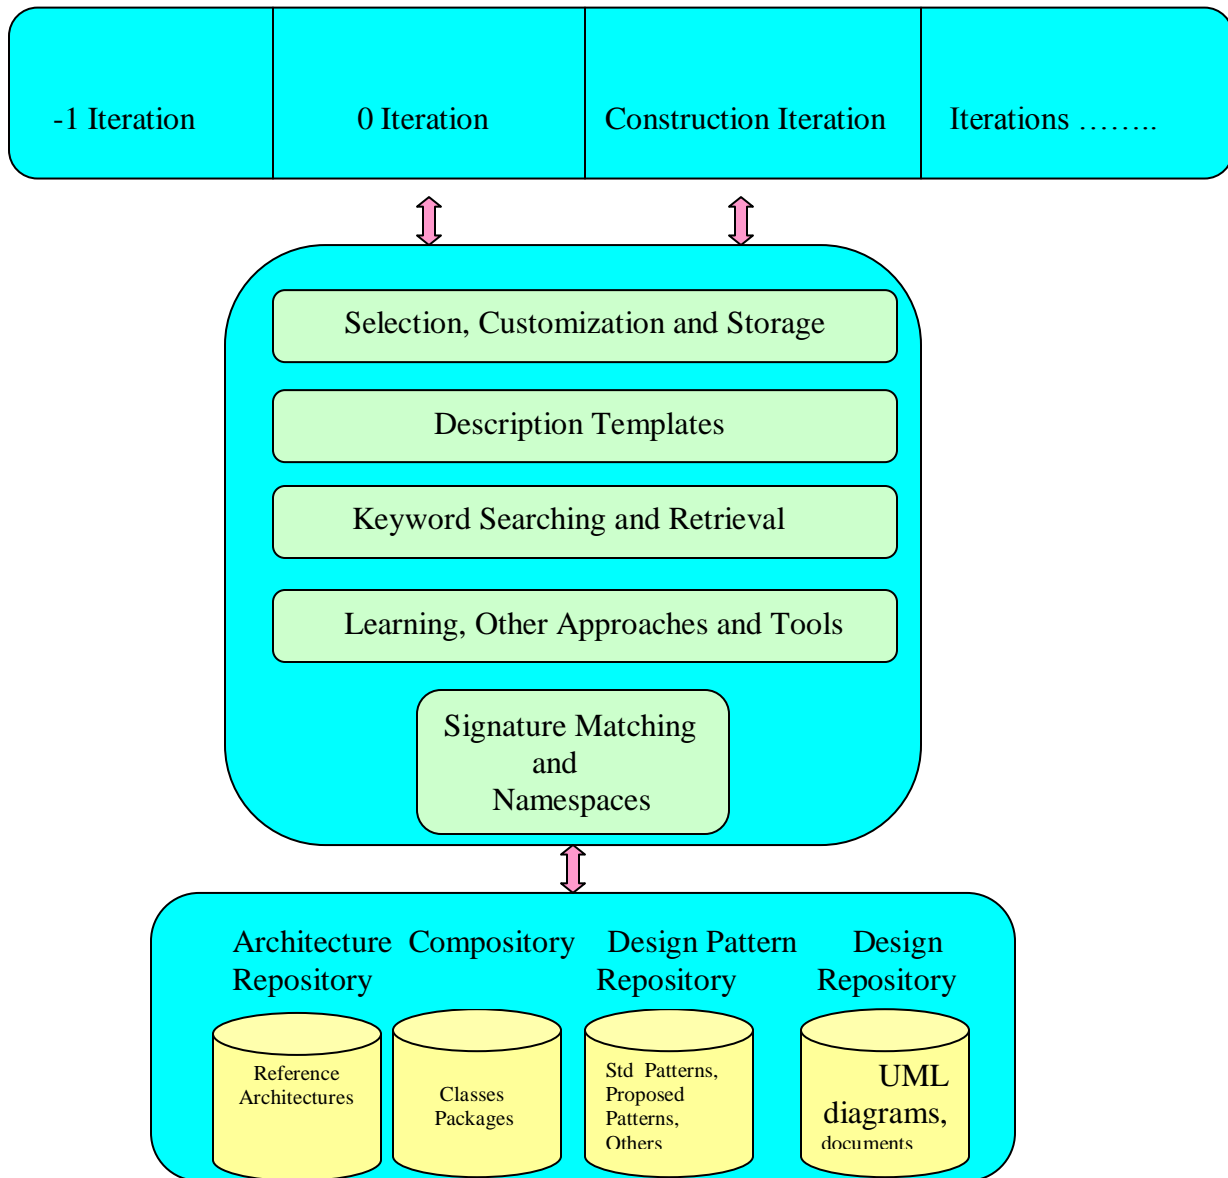 -1 Iteration
0 Iteration
Construction Iteration
Iterations ……..
Selection, Customization and Storage
Description Templates
Keyword Searching and Retrieval
Learning, Other Approaches and Tools
Signature Matching
and
Namespaces
Architecture
Repository
Compository
Design Pattern
Repository
Design
Repository
Reference
Architectures
Classes
Packages
Std Patterns,
Proposed
Patterns,
Others
UML
diagrams,
documents